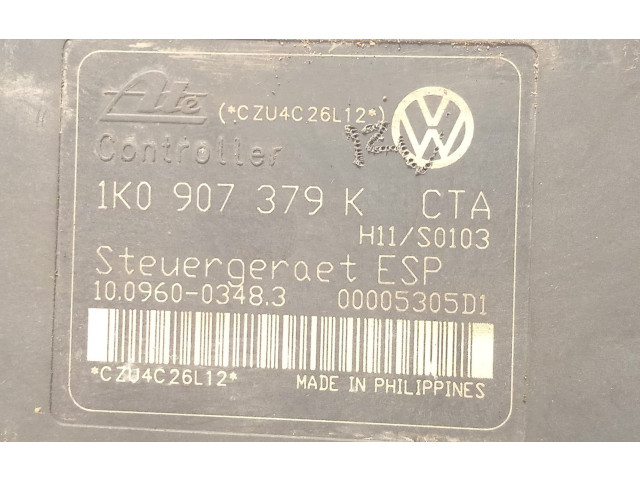 Ate (*CZU4C26L12*)
Controller
1K0 907 379 K CTA
H11/S0103
Steuergeraet ESP
10.0960-0348.3 00005305D1
*CZU4C26L12* MADE IN PHILIPPINES